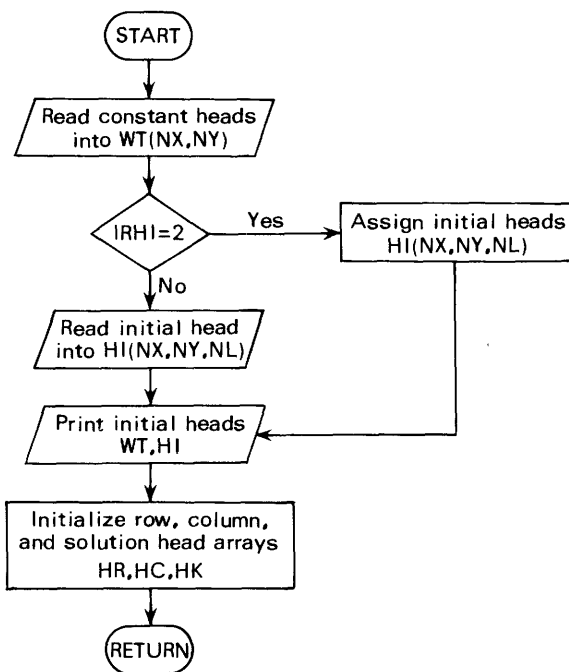 START
Read constant heads
into WT(NX,NY)
IRHI=2
Yes
Assign initial heads
HI(NX,NY,NL)
No
Read initial head
into HI(NX,NY,NL)
Print initial heads
WT,HI
Initialize row, column,
and solution head arrays
HR,HC,HK
RETURN